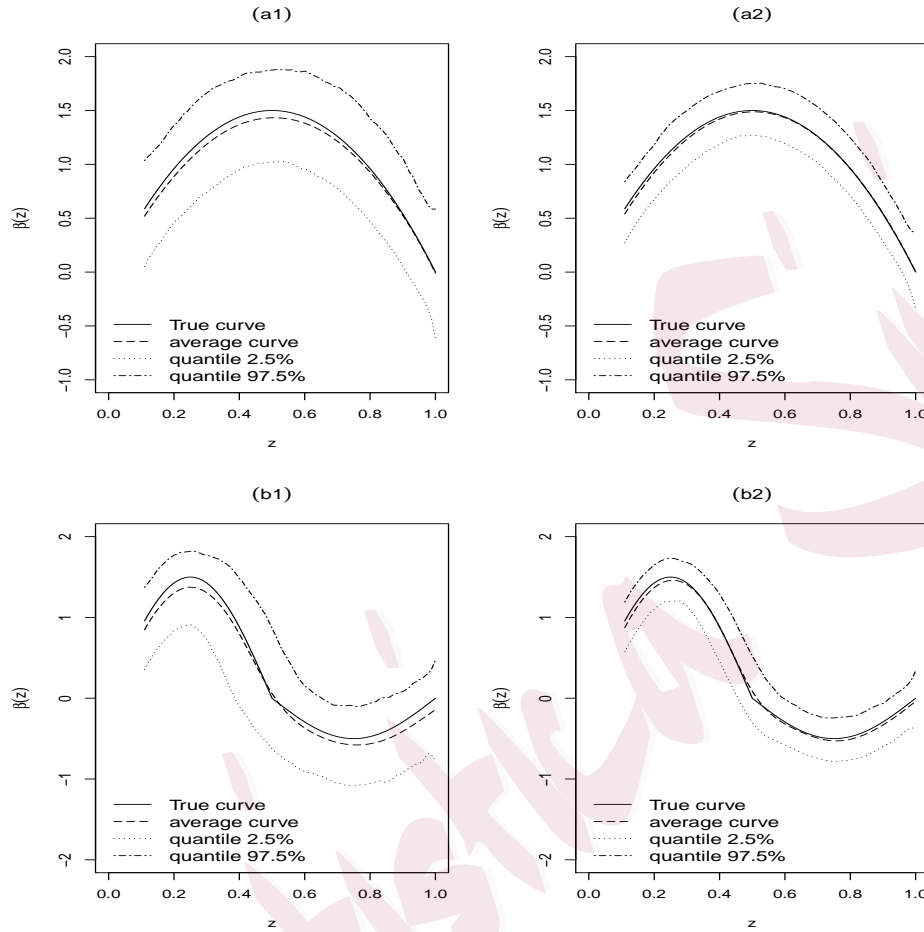 (a1)
2.0
1.5
1.0
0.5
0.0
−0.5
−1.0
β(z)
True curve
average curve
quantile 2.5%
quantile 97.5%
0.0 0.2 0.4 0.6 0.8 1.0
z
(a2)
2.0
1.5
1.0
0.5
0.0
−0.5
−1.0
β(z)
True curve
average curve
quantile 2.5%
quantile 97.5%
0.0 0.2 0.4 0.6 0.8 1.0
z
(b1)
2
1
0
−1
−2
β(z)
True curve
average curve
quantile 2.5%
quantile 97.5%
0.0 0.2 0.4 0.6 0.8 1.0
z
(b2)
2
1
0
−1
−2
β(z)
True curve
average curve
quantile 2.5%
quantile 97.5%
0.0 0.2 0.4 0.6 0.8 1.0
z